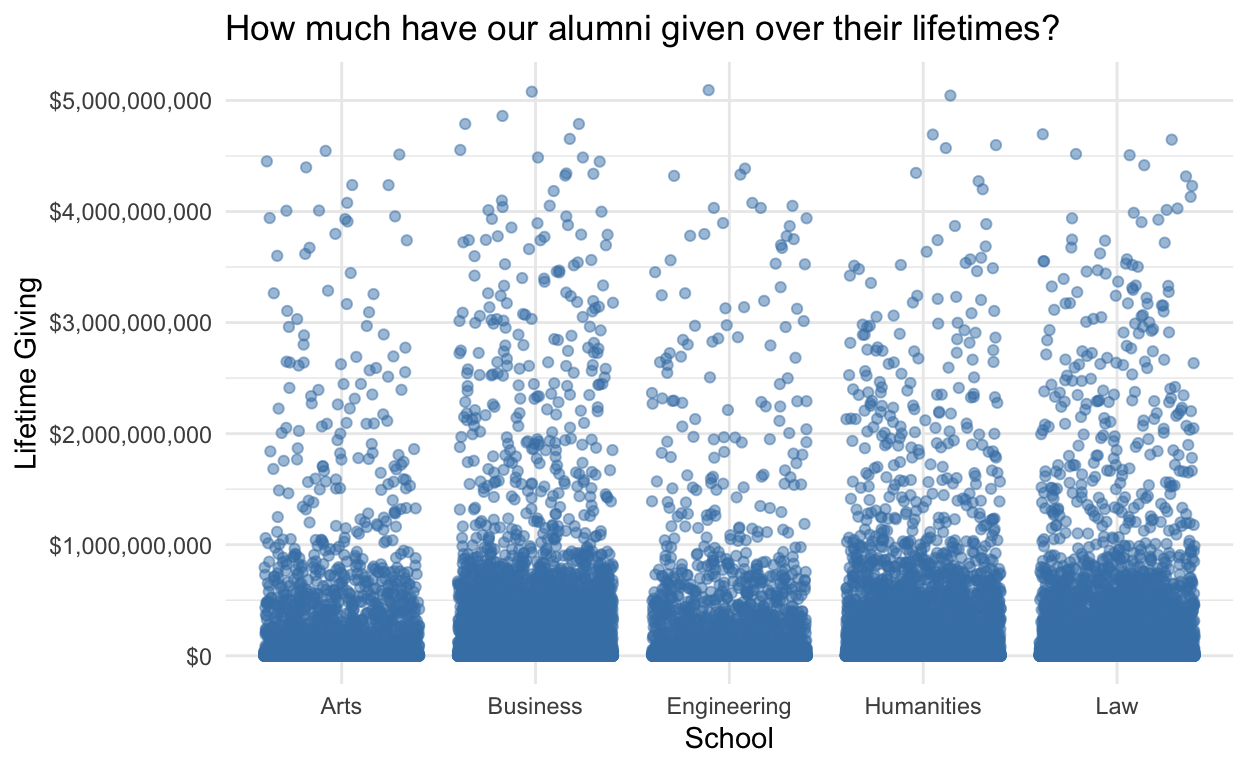 How much have our alumni given over their lifetimes?
Lifetime Giving
$5,000,000,000
$4,000,000,000
$3,000,000,000
$2,000,000,000
$1,000,000,000
$0
Arts
Business
Engineering
Humanities
Law
School